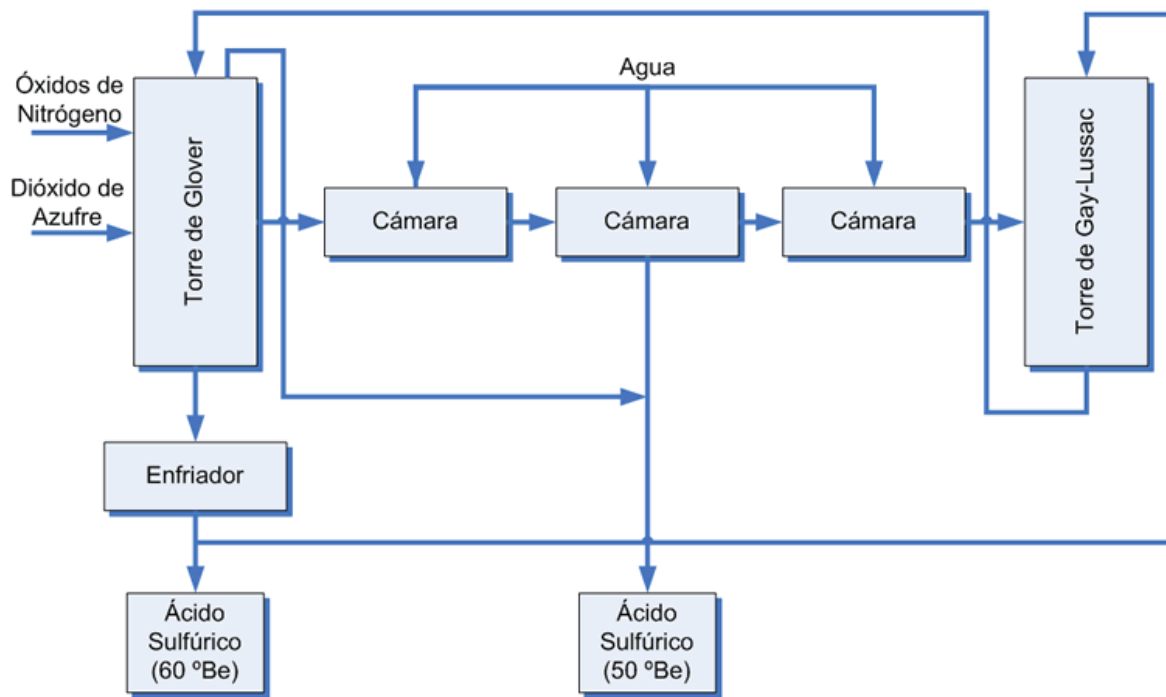 Agua
Óxidos de
Nitrógeno
Dióxido de
Azufre
Torre de Glover
Cámara
Cámara
Cámara
Torre de Gay-Lussac
Enfriador
Ácido
Sulfúrico
(60 ºBe)
Ácido
Sulfúrico
(50 ºBe)